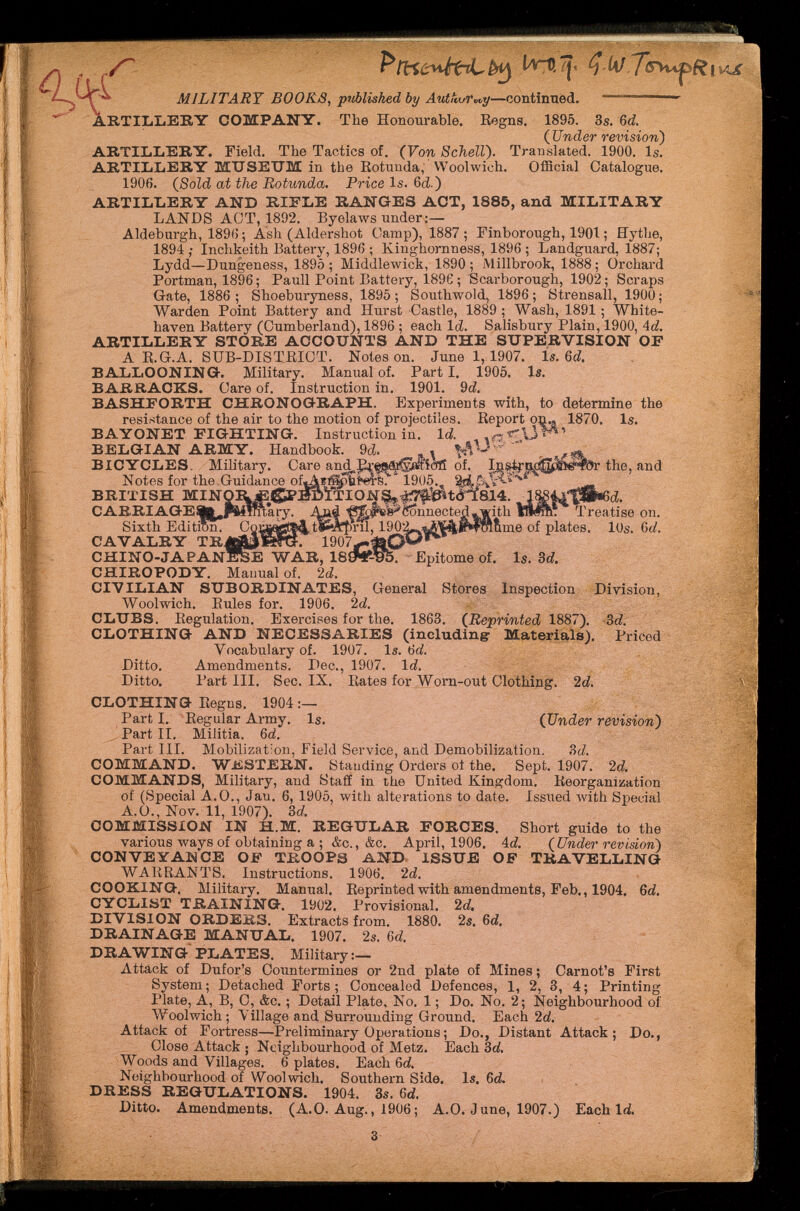 345
Presented by
MILITARY BOOKS, published by Authority—continued.
ARTILLERY COMPANY. The Honourable. Regns. 1895. 3s. 6d.
(Under revision)
ARTILLERY. Field. The Tactics of. (Von Schell). Translated. 1900. 1s.
ARTILLERY MUSEUM in the Rotunda, Woolwich. Official Catalogue.
1906. (Sold at the Rotunda. Price 1s. 6d.)
ARTILLERY AND RIFLE RANGES ACT, 1885, and MILITARY
LANDS ACT, 1892. Byelaws under:—
Aldeburgh, 1896; Ash (Aldershot Camp), 1887; Finborough, 1901; Hythe,
1894; Inchkeith Battery, 1896; Kinghornness, 1896; Landguard, 1887;
Lydd—Dungeness, 1895; Middlewick, 1890; Millbrook, 1888; Orchard
Portman, 1896; Paull Point Battery, 1896; Scarborough, 1902; Scraps
Gate, 1886; Shoeburyness, 1895; Southwold, 1896; Strensall, 1900;
Warden Point Battery and Hurst Castle, 1889; Wash, 1891; White-
haven Battery (Cumberland), 1896; each 1d. Salisbury Plain, 1900, 4d.
ARTILLERY STORE ACCOUNTS AND THE SUPERVISION OF
A R.G.A. SUB-DISTRICT. Notes on. June 1, 1907. 1s. 6d.
BALLOONING. Military. Manual of. Part I. 1905. 1s.
BARRACKS. Care of. Instruction in. 1901. 9d.
BASHFORTH CHRONOGRAPH. Experiments with, to determine the
resistance of the air to the motion of projectiles. Report on 1870. 1s.
BAYONET FIGHTING. Instruction in. 1d.
BELGIAN ARMY. Handbook. 9d.
BICYCLES. Military. Care and Preservation of. Instruction for the, and
Notes for the Guidance of 1905.
BRITISH MINOR EXPEDITIONS, to 1814. 6d.
CARRIAGES, Military. And connected with Treatise on.
Sixth Edition. 1902. Volume of plates. 10s. 6d.
CAVALRY TRAINING. 1907.
CHINO-JAPANESE WAR, 1894-95. Epitome of. 1s. 3d.
CHIROPODY. Manual of. 2d.
CIVILIAN SUBORDINATES, General Stores Inspection Division,
Woolwich. Rules for. 1906. 2d.
CLUBS. Regulation. Exercises for the. 1863. (Reprinted 1887). 3d.
CLOTHING AND NECESSARIES (including Materials). Priced
Vocabulary of. 1907. 1s. 6d.
Ditto. Amendments. Dec., 1907. 1d.
Ditto. Part III. Sec. IX. Rates for Worn-out Clothing. 2d.
CLOTHING Regns. 1904:—
Part I. Regular Army. 1s. (Under revision)
Part II. Militia. 6d.
Part III. Mobilization, Field Service, and Demobilization. 3d.
COMMAND. WESTERN. Standing Orders of the. Sept. 1907. 2d.
COMMANDS, Military, and Staff in the United Kingdom. Reorganization
of (Special A.O., Jan. 6, 1905, with alterations to date. Issued with Special
A.O., Nov. 11, 1907). 3d.
COMMISSION IN H.M. REGULAR FORCES. Short guide to the
various ways of obtaining a; &c., &c. April, 1906. 4d. (Under revision)
CONVEYANCE OF TROOPS AND ISSUE OF TRAVELLING
WARRANTS. Instructions. 1906. 2d.
COOKING. Military. Manual. Reprinted with amendments, Feb., 1904. 6d.
CYCLIST TRAINING. 1902. Provisional. 2d.
DIVISION ORDERS. Extracts from. 1880. 2s. 6d.
DRAINAGE MANUAL. 1907. 2s. 6d.
DRAWING PLATES. Military:—
Attack of Dufor's Countermines or 2nd plate of Mines; Carnot's First
System; Detached Forts; Concealed Defences, 1, 2, 3, 4; Printing
Plate, A, B, C, &c.; Detail Plate, No. 1; Do. No. 2; Neighbourhood of
Woolwich; Village and Surrounding Ground. Each 2d.
Attack of Fortress—Preliminary Operations; Do., Distant Attack; Do.,
Close Attack; Neighbourhood of Metz. Each 3d.
Woods and Villages. 6 plates. Each 6d.
Neighbourhood of Woolwich. Southern Side. 1s. 6d.
DRESS REGULATIONS. 1904. 3s. 6d.
Ditto. Amendments. (A.O. Aug., 1906; A.O. June, 1907.) Each 1d.
3